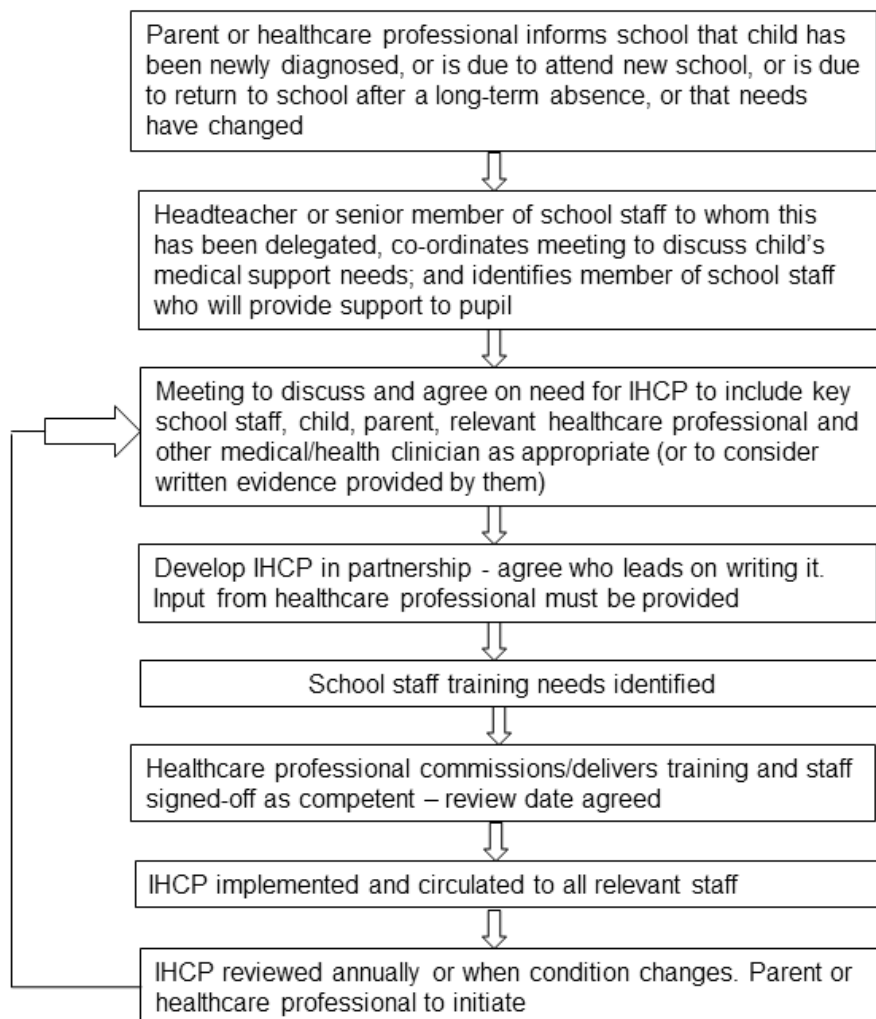 Parent or healthcare professional informs school that child has
been newly diagnosed, or is due to attend new school, or is due
to return to school after a long-term absence, or that needs
have changed
Headteacher or senior member of school staff to whom this
has been delegated, co-ordinates meeting to discuss child's
medical support needs; and identifies member of school staff
who will provide support to pupil
Meeting to discuss and agree on need for IHCP to include key
school staff, child, parent, relevant healthcare professional and
other medical/health clinician as appropriate (or to consider
written evidence provided by them)
Develop IHCP in partnership - agree who leads on writing it.
Input from healthcare professional must be provided
School staff training needs identified
Healthcare professional commissions/delivers training and staff
signed-off as competent – review date agreed
IHCP implemented and circulated to all relevant staff
IHCP reviewed annually or when condition changes. Parent or
healthcare professional to initiate